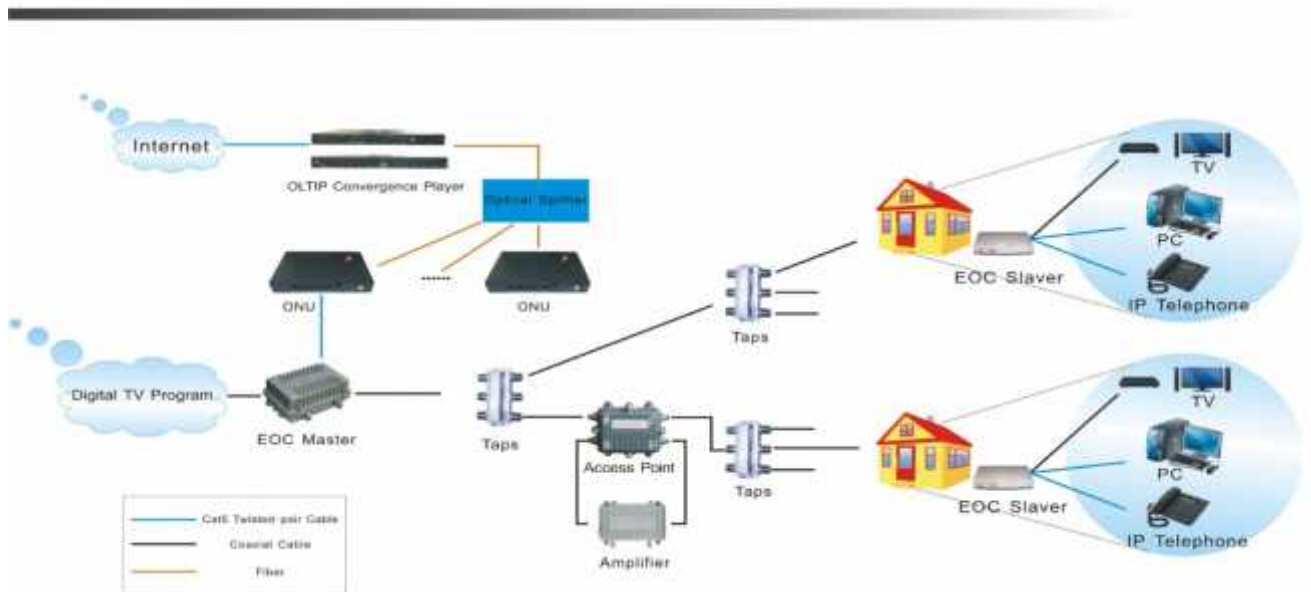 Internet
OLTIP Convergence Player
Optical Splitter
ONU
......
ONU
Digital TV Program
EOC Master
Taps
Taps
Access Point
Amplifier
Taps
EOC Slaver
TV
PC
IP Telephone
EOC Slaver
TV
PC
IP Telephone
Cat5 Twisted pair Cable
Coaxial Cable
Fiber